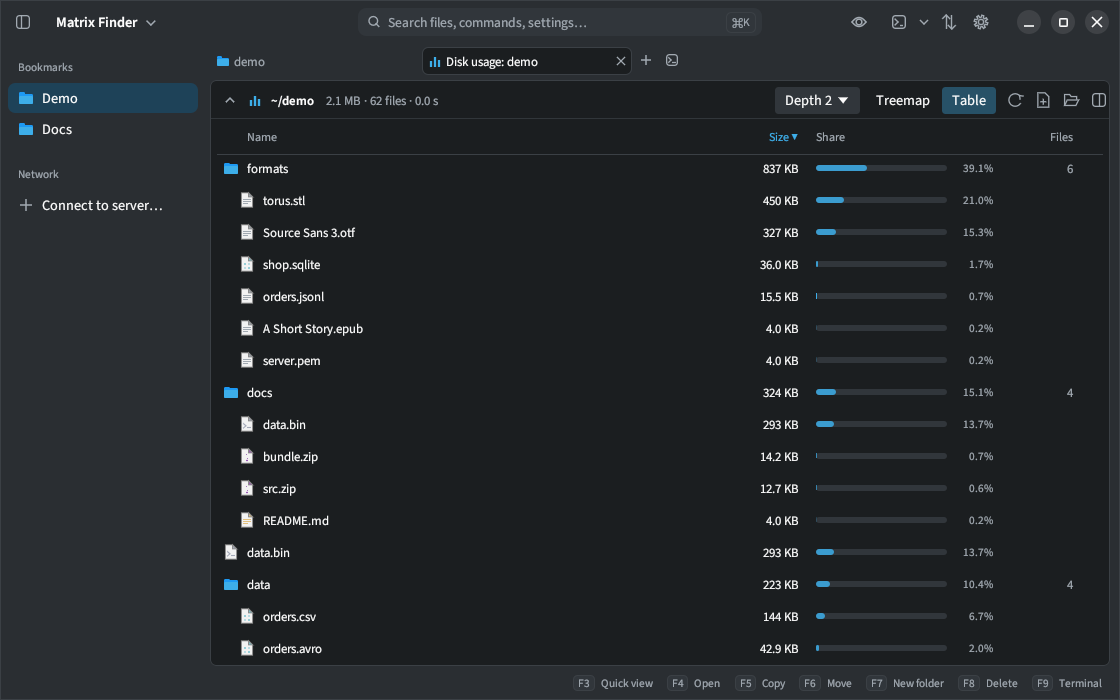 Matrix Finder
Search files, commands, settings… ⌘K
Bookmarks
Demo
Docs
Network
Connect to server…
demo
Disk usage: demo
~/demo 2.1 MB · 62 files · 0.0 s
Depth 2 Treemap Table
Name Size Share Files
formats 837 KB 39.1% 6
torus.stl 450 KB 21.0%
Source Sans 3.otf 327 KB 15.3%
shop.sqlite 36.0 KB 1.7%
orders.jsonl 15.5 KB 0.7%
A Short Story.epub 4.0 KB 0.2%
server.pem 4.0 KB 0.2%
docs 324 KB 15.1% 4
data.bin 293 KB 13.7%
bundle.zip 14.2 KB 0.7%
src.zip 12.7 KB 0.6%
README.md 4.0 KB 0.2%
data.bin 293 KB 13.7%
data 223 KB 10.4% 4
orders.csv 144 KB 6.7%
orders.avro 42.9 KB 2.0%
F3 Quick view F4 Open F5 Copy F6 Move F7 New folder F8 Delete F9 Terminal